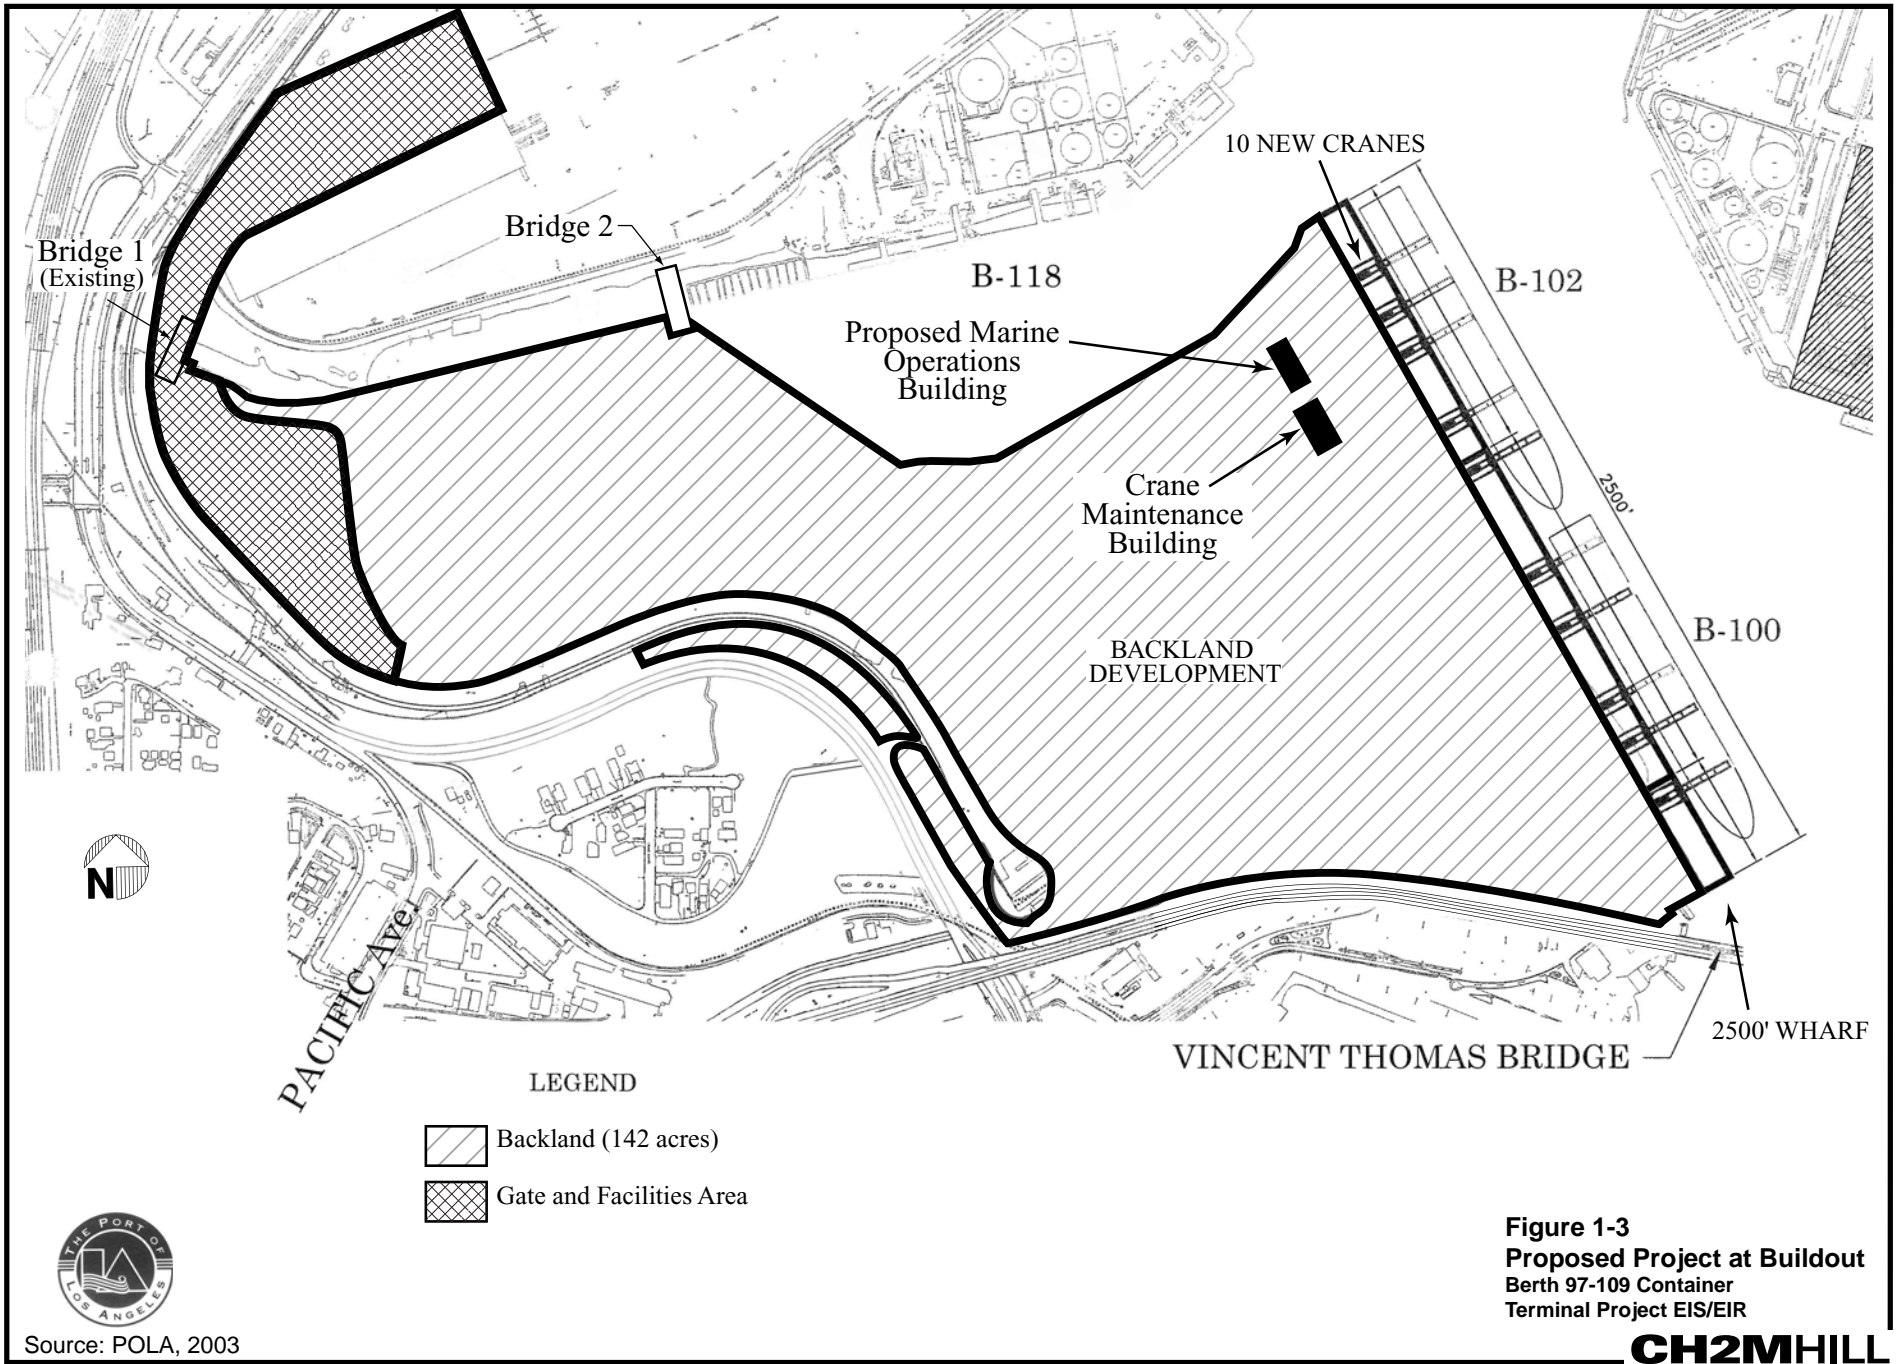 10 NEW CRANES
Bridge 2
Bridge 1
(Existing)
B-118
B-102
Proposed Marine
Operations
Building
2500'
Crane
Maintenance
Building
B-100
BACKLAND
DEVELOPMENT
N
PACIFIC Ave.
2500' WHARF
VINCENT THOMAS BRIDGE
LEGEND
Backland (142 acres)
Gate and Facilities Area
THE PORT OF
LA
LOS ANGELES
Figure 1-3
Proposed Project at Buildout
Berth 97-109 Container
Terminal Project EIS/EIR
Source: POLA, 2003
CH2MHILL